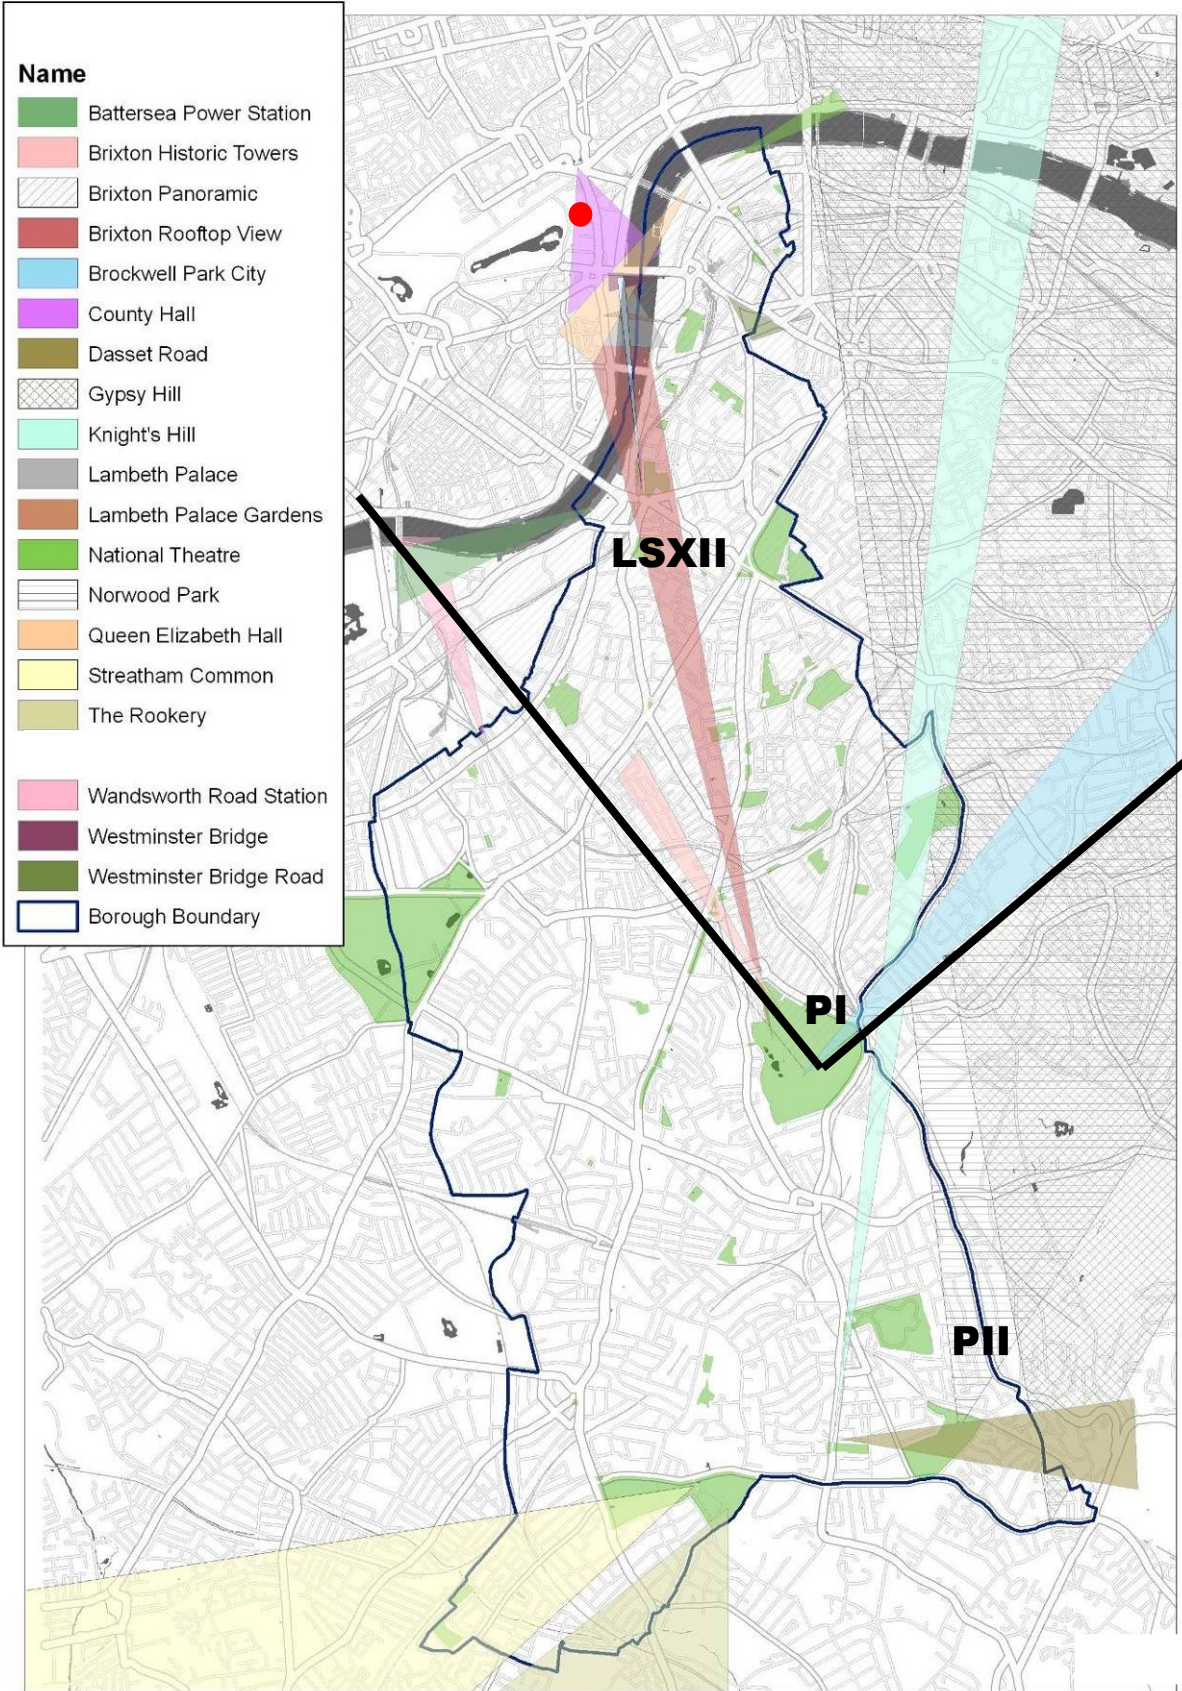 Name
Battersea Power Station
Brixton Historic Towers
Brixton Panoramic
Brixton Rooftop View
Brockwell Park City
County Hall
Dasset Road
Gypsy Hill
Knight's Hill
Lambeth Palace
Lambeth Palace Gardens
National Theatre
Norwood Park
Queen Elizabeth Hall
Streatham Common
The Rookery
Wandsworth Road Station
Westminster Bridge
Westminster Bridge Road
Borough Boundary
LSXII
PI
PII